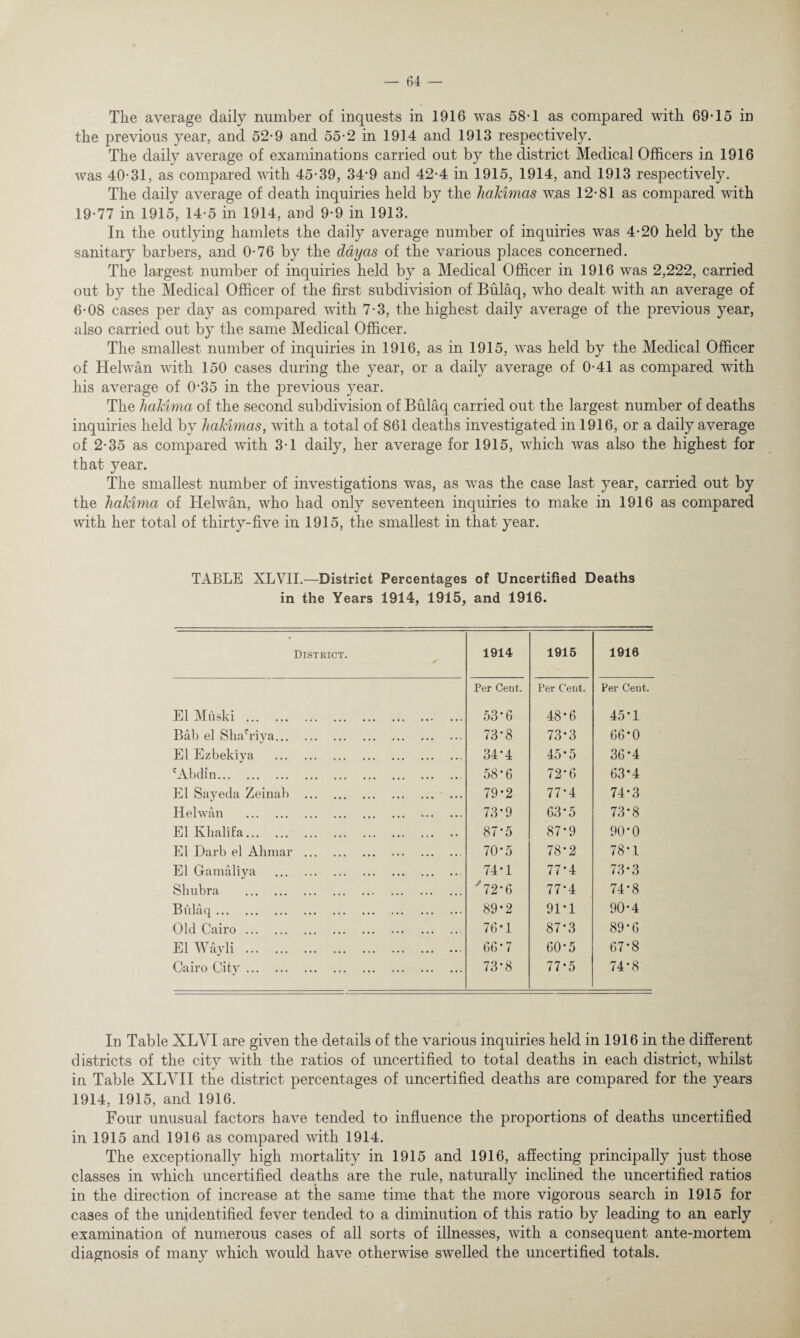 — 64 —
The average daily number of inquests in 1916 was 58·1 as compared with 69·15 in
the previous year, and 52·9 and 55·2 in 1914 and 1913 respectively.
The daily average of examinations carried out by the district Medical Officers in 1916
was 40·31, as compared with 45·39, 34·9 and 42·4 in 1915, 1914, and 1913 respectively.
The daily average of death inquiries held by the hakîmas was 12·81 as compared with
19·77 in 1915, 14·5 in 1914, and 9·9 in 1913.
In the outlying hamlets the daily average number of inquiries was 4·20 held by the
sanitary barbers, and 0·76 by the dâyas of the various places concerned.
The largest number of inquiries held by a Medical Officer in 1916 was 2,222, carried
out by the Medical Officer of the first subdivision of Bûlâq, who dealt with an average of
6·08 cases per day as compared with 7·3, the highest daily average of the previous year,
also carried out by the same Medical Officer.
The smallest number of inquiries in 1916, as in 1915, was held by the Medical Officer
of Helwân with 150 cases during the year, or a daily average of 0·41 as compared with
his average of 0·35 in the previous year.
The hakîma of the second subdivision of Bûlâq carried out the largest number of deaths
inquiries held by hakîmas, with a total of 861 deaths investigated in 1916, or a daily average
of 2·35 as compared with 3·1 daily, her average for 1915, which was also the highest for
that year.
The smallest number of investigations was, as was the case last year, carried out by
the hakîma of Helwân, who had only seventeen inquiries to make in 1916 as compared
with her total of thirty-five in 1915, the smallest in that year.
TABLE XLVII.—District Percentages of Uncertified Deaths
in the Years 1914, 1915, and 1916.
District. 1914 1915 1916
Per Cent. Per Cent. Per Cent.
El Mûski ... 53·6 48·6 45·1
Bâb el Shaʿrîya... 73·8 73·3 66·0
El Ezbekîya ... 34·4 45·5 36·4
ʿAbdîn... 58·6 72·6 63·4
El Sayeda Zeinab ... 79·2 77·4 74·3
Helwân ... 73·9 63·5 73·8
El Khalîfa... 87·5 87·9 90·0
El Darb el Ahmar ... 70·5 78·2 78·1
El Gamâlîya ... 74·1 77·4 73·3
Shubra ... 72·6 77·4 74·8
Bûlâq ... 89·2 91·1 90·4
Old Cairo ... 76·1 87·3 89·6
El Wâyli ... 66·7 60·5 67·8
Cairo City ... 73·8 77·5 74·8
In Table XLVI are given the details of the various inquiries held in 1916 in the different
districts of the city with the ratios of uncertified to total deaths in each district, whilst
in Table XLVII the district percentages of uncertified deaths are compared for the years
1914, 1915, and 1916.
Four unusual factors have tended to influence the proportions of deaths uncertified
in 1915 and 1916 as compared with 1914.
The exceptionally high mortality in 1915 and 1916, affecting principally just those
classes in which uncertified deaths are the rule, naturally inclined the uncertified ratios
in the direction of increase at the same time that the more vigorous search in 1915 for
cases of the unidentified fever tended to a diminution of this ratio by leading to an early
examination of numerous cases of all sorts of illnesses, with a consequent ante-mortem
diagnosis of many which would have otherwise swelled the uncertified totals.